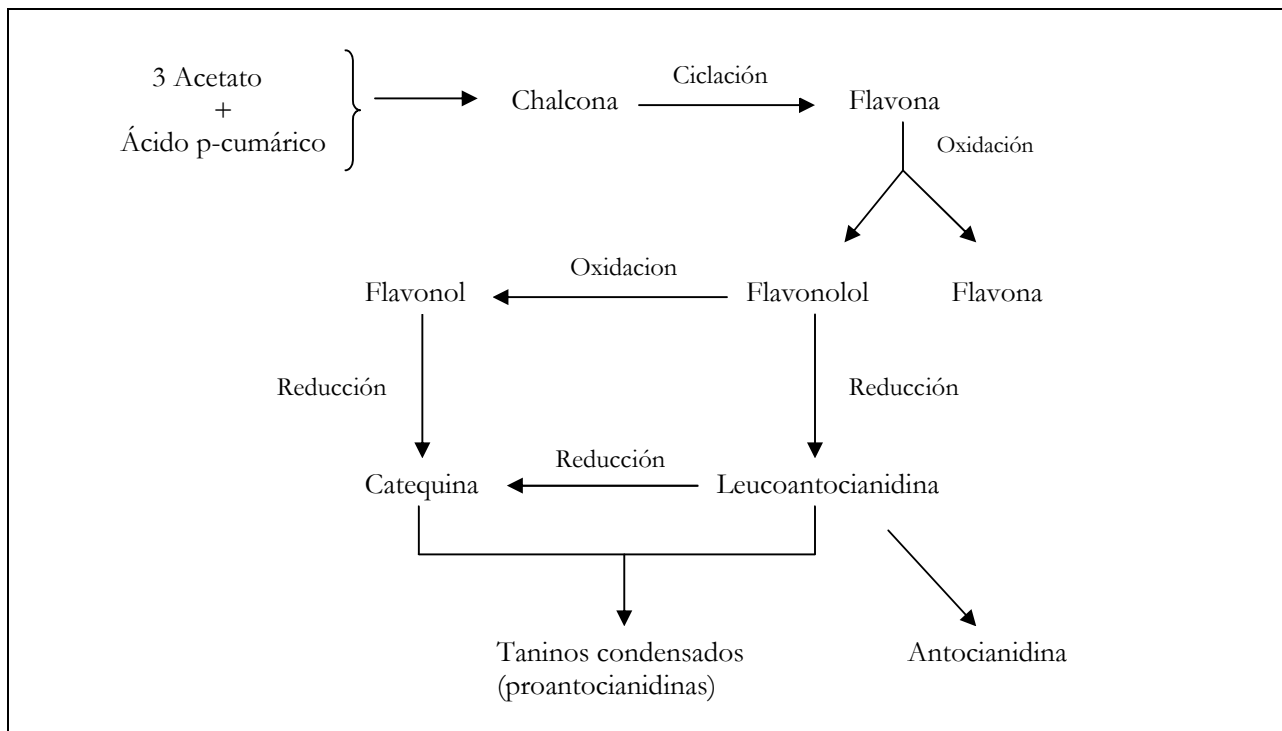 3 Acetato
+
Ácido p-cumárico
Chalcona
Ciclación
Flavona
Oxidación
Flavonol
Oxidacion
Flavonolol
Flavona
Reducción
Reducción
Catequina
Reducción
Leucoantocianidina
Taninos condensados
(proantocianidinas)
Antocianidina